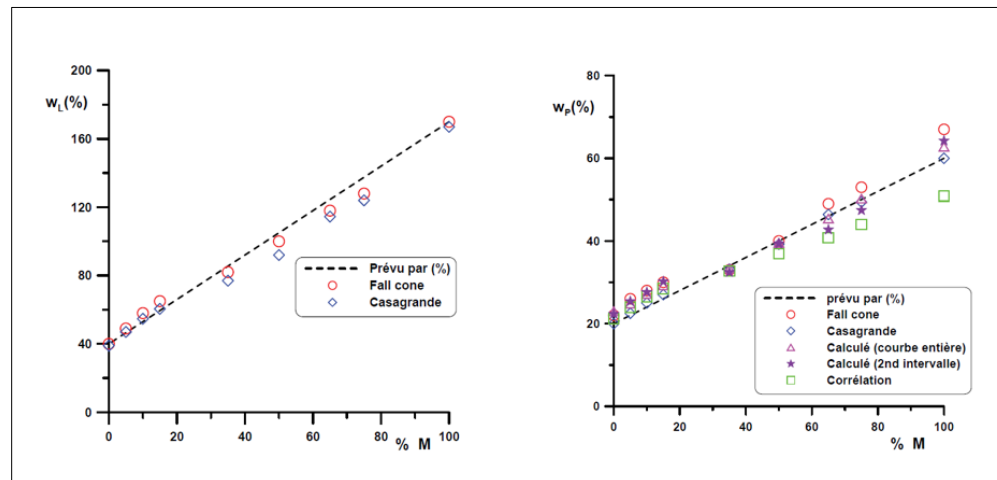 200
160
120
80
40
0
w_L(%)
Prévu par (%)
Fall cone
Casagrande
0 20 40 60 80 100
% M
80
60
40
20
0
w_P(%)
prévu par (%)
Fall cone
Casagrande
Calculé (courbe entière)
Calculé (2nd intervalle)
Corrélation
0 20 40 60 80 100
% M